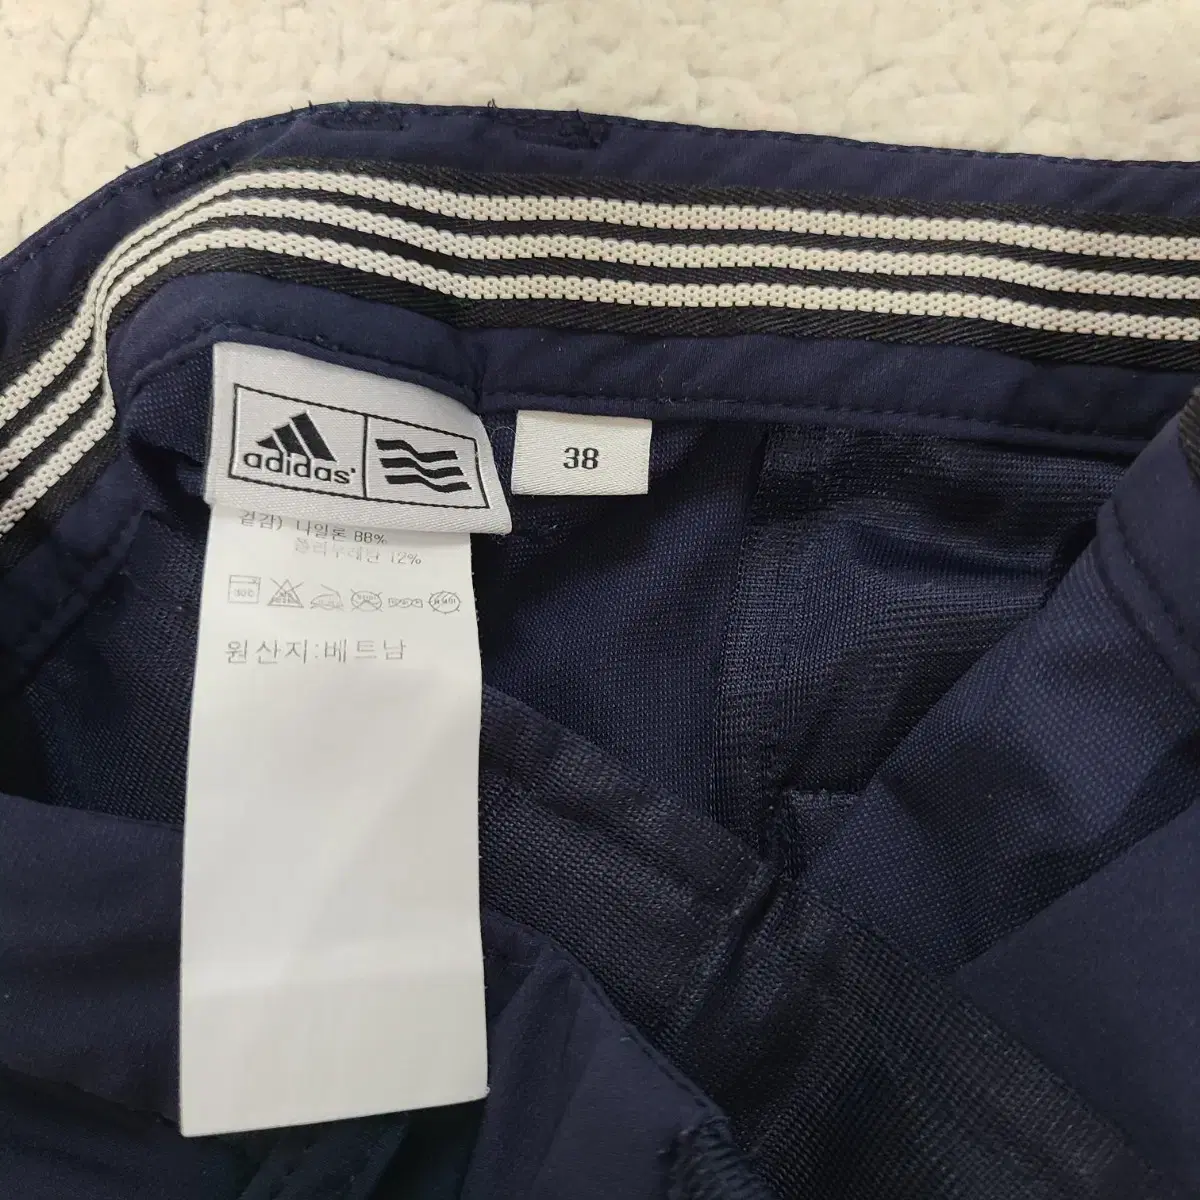 adidas
38
겉감) 나일론 88%
폴리우레탄 12%
원산지:베트남